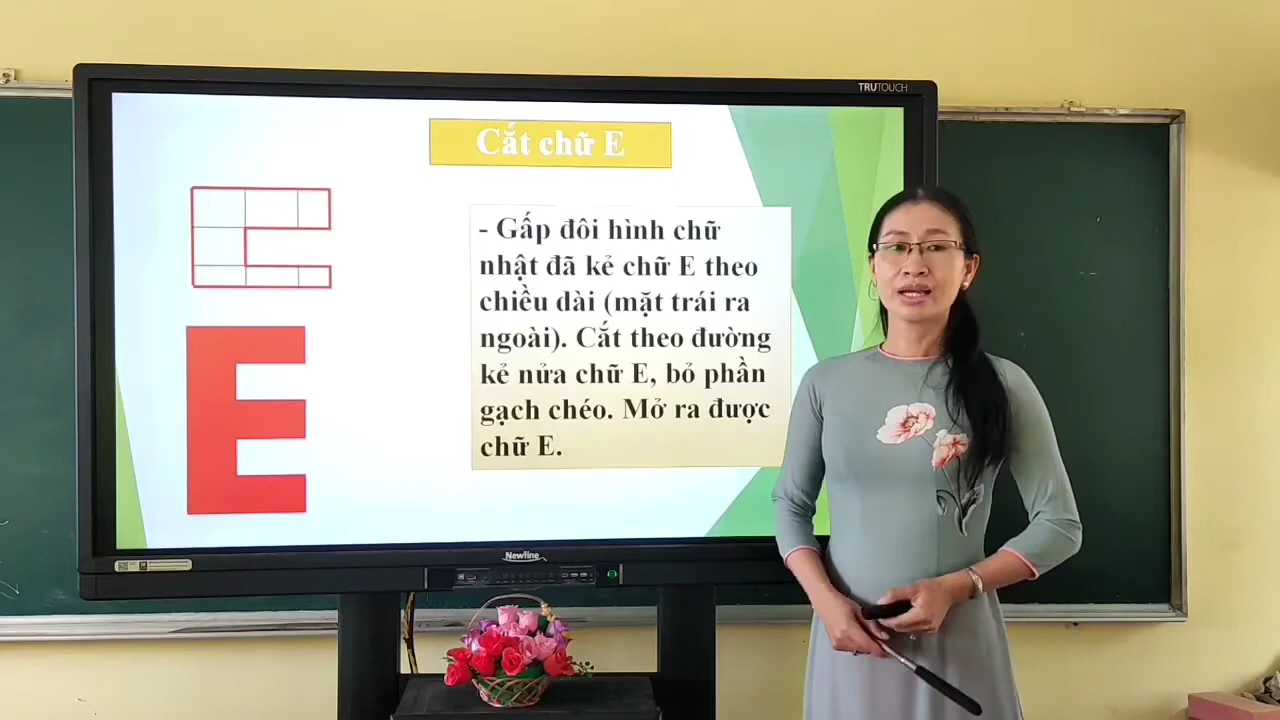 TRUTOUCH
Cắt chữ E
- Gấp đôi hình chữ
nhật đã kẻ chữ E theo
chiều dài (mặt trái ra
ngoài). Cắt theo đường
kẻ nửa chữ E, bỏ phần
gạch chéo. Mở ra được
chữ E.
E
Newline